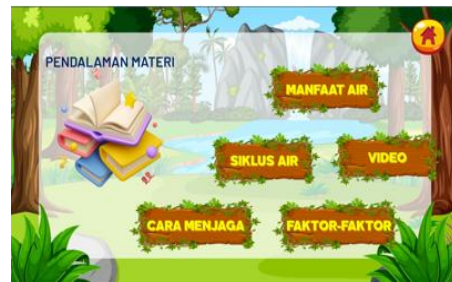 PENDALAMAN MATERI
MANFAAT AIR
SIKLUS AIR
VIDEO
CARA MENJAGA
FAKTOR-FAKTOR